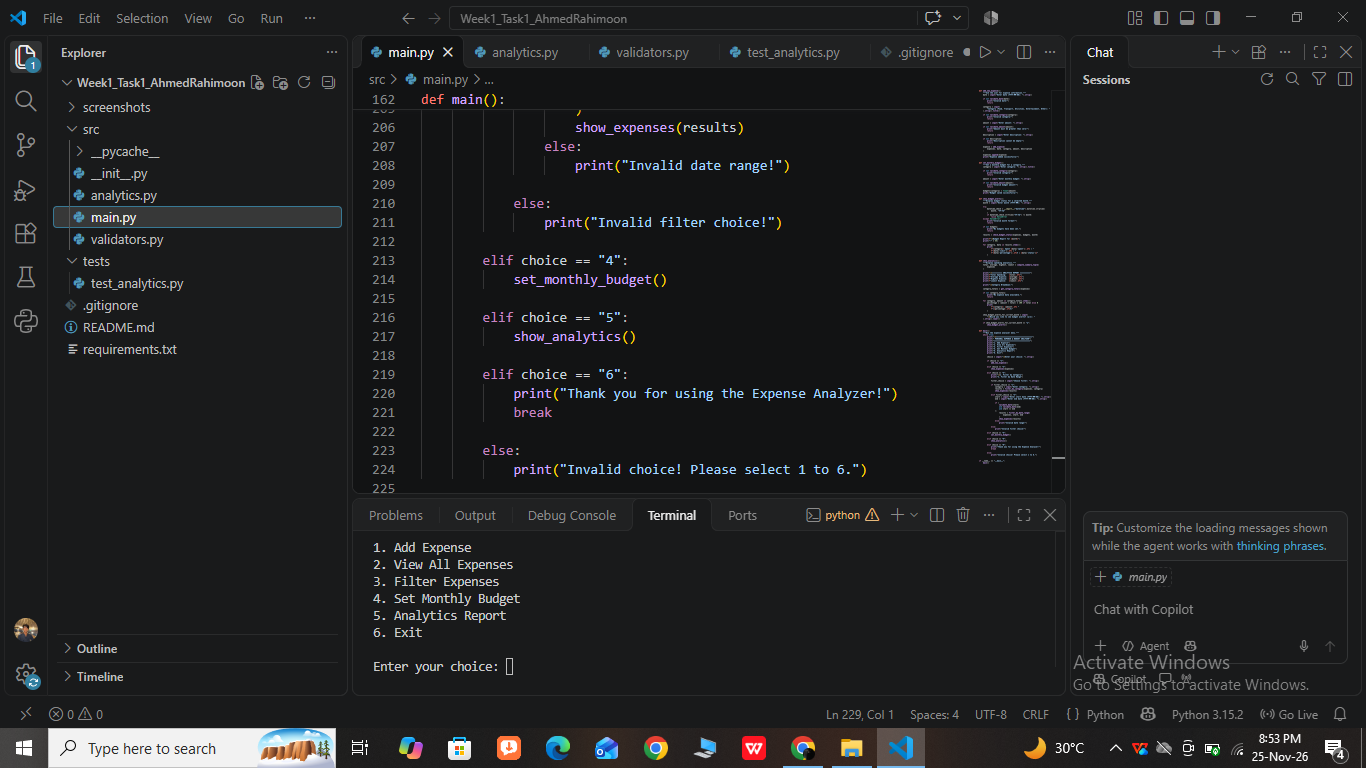 File Edit Selection View Go Run ...
Week1_Task1_AhmedRahimoon
Explorer
Week1_Task1_AhmedRahimoon
screenshots
src
__pycache__
__init__.py
analytics.py
main.py
validators.py
tests
test_analytics.py
.gitignore
README.md
requirements.txt
Outline
Timeline
1
main.py analytics.py validators.py test_analytics.py .gitignore
src > main.py > ...
162 def main():
205 )
206 show_expenses(results)
207 else:
208 print("Invalid date range!")
209
210 else:
211 print("Invalid filter choice!")
212
213 elif choice == "4":
214 set_monthly_budget()
215
216 elif choice == "5":
217 show_analytics()
218
219 elif choice == "6":
220 print("Thank you for using the Expense Analyzer!")
221 break
222
223 else:
224 print("Invalid choice! Please select 1 to 6.")
225
Problems Output Debug Console Terminal Ports
python
1. Add Expense
2. View All Expenses
3. Filter Expenses
4. Set Monthly Budget
5. Analytics Report
6. Exit
Enter your choice:
Chat
Sessions
Tip: Customize the loading messages shown
while the agent works with thinking phrases.
main.py
Chat with Copilot
Agent
Copilot
Activate Windows
Go to Settings to activate Windows.
0 0
Ln 229, Col 1 Spaces: 4 UTF-8 CRLF { } Python Python 3.15.2 Go Live
Type here to search
30°C
8:53 PM
25-Nov-26
4